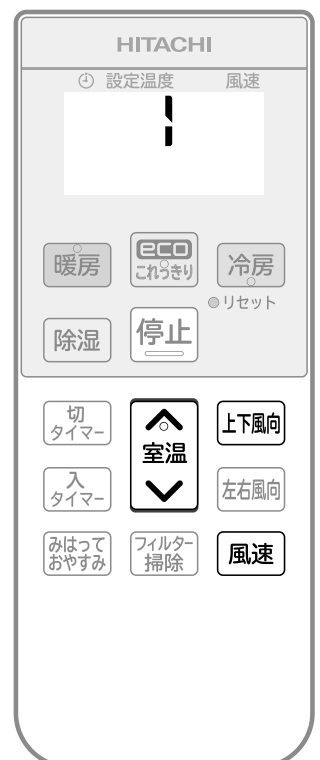 HITACHI
設定温度 風速
1
暖房
eco
これっきり
冷房
リセット
除湿
停止
切
タイマー
室温
上下風向
入
タイマー
左右風向
みはって
おやすみ
フィルター
掃除
風速